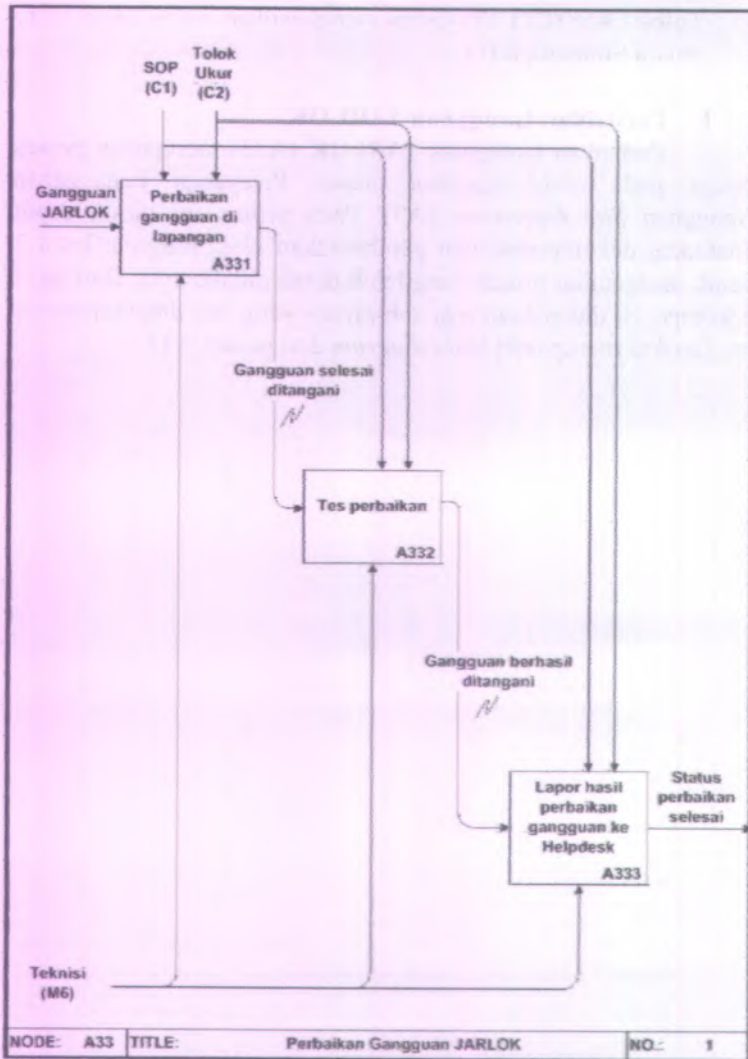 SOP
(C1)
Tolok
Ukur
(C2)
Gangguan
JARLOK
Perbaikan
gangguan di
lapangan
A331
Gangguan selesai
ditangani
Tes perbaikan
A332
Gangguan berhasil
ditangani
Lapor hasil
perbaikan
gangguan ke
Helpdesk
A333
Status
perbaikan
selesai
Teknisi
(M6)
NODE: A33 TITLE: Perbaikan Gangguan JARLOK NO.: 1